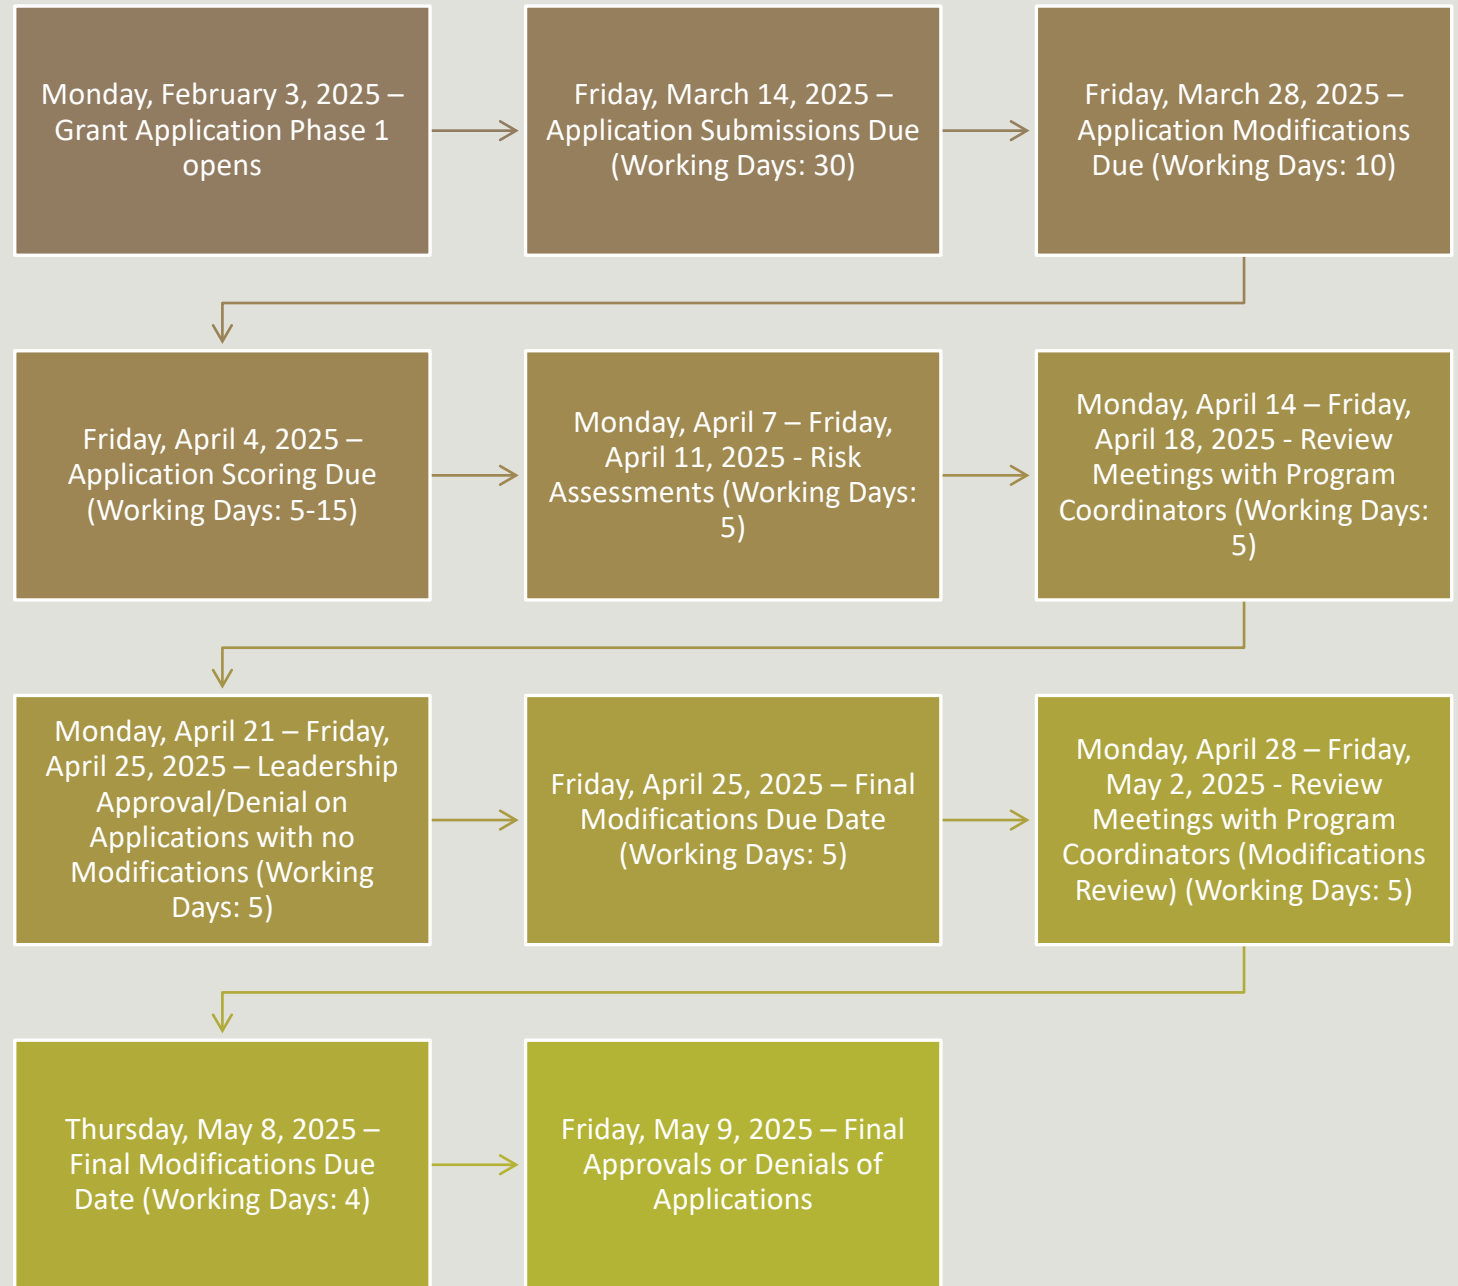 Monday, February 3, 2025 –
Grant Application Phase 1
opens
Friday, March 14, 2025 –
Application Submissions Due
(Working Days: 30)
Friday, March 28, 2025 –
Application Modifications
Due (Working Days: 10)
Friday, April 4, 2025 –
Application Scoring Due
(Working Days: 5-15)
Monday, April 7 – Friday,
April 11, 2025 - Risk
Assessments (Working Days:
5)
Monday, April 14 – Friday,
April 18, 2025 - Review
Meetings with Program
Coordinators (Working Days:
5)
Monday, April 21 – Friday,
April 25, 2025 – Leadership
Approval/Denial on
Applications with no
Modifications (Working
Days: 5)
Friday, April 25, 2025 – Final
Modifications Due Date
(Working Days: 5)
Monday, April 28 – Friday,
May 2, 2025 - Review
Meetings with Program
Coordinators (Modifications
Review) (Working Days: 5)
Thursday, May 8, 2025 –
Final Modifications Due
Date (Working Days: 4)
Friday, May 9, 2025 – Final
Approvals or Denials of
Applications